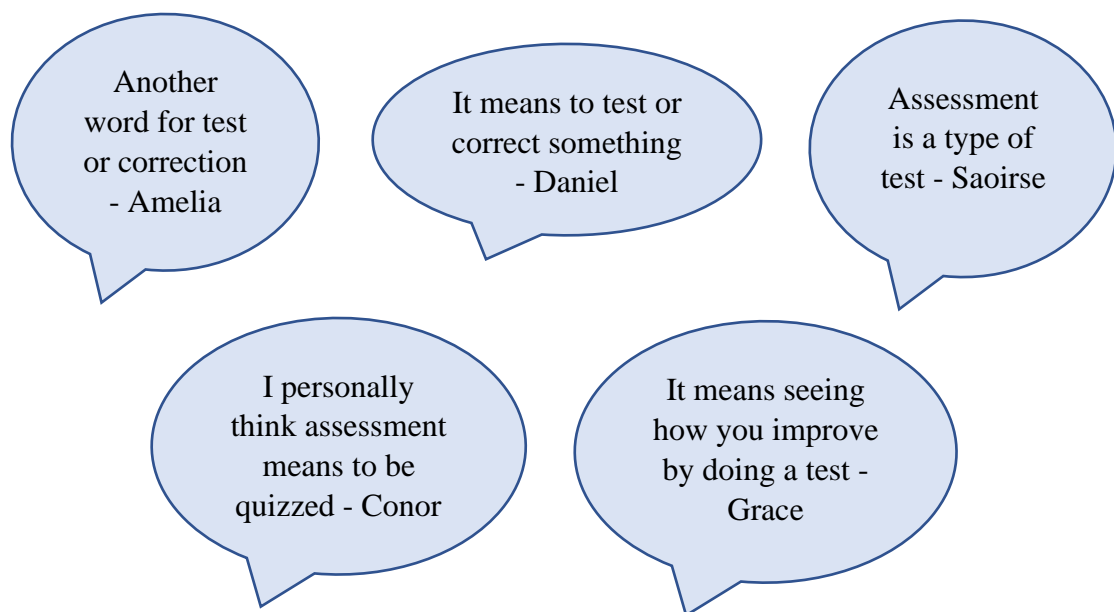 Another
word for test
or correction
- Amelia
It means to test or
correct something
- Daniel
Assessment
is a type of
test - Saoirse
I personally
think assessment
means to be
quizzed - Conor
It means seeing
how you improve
by doing a test -
Grace